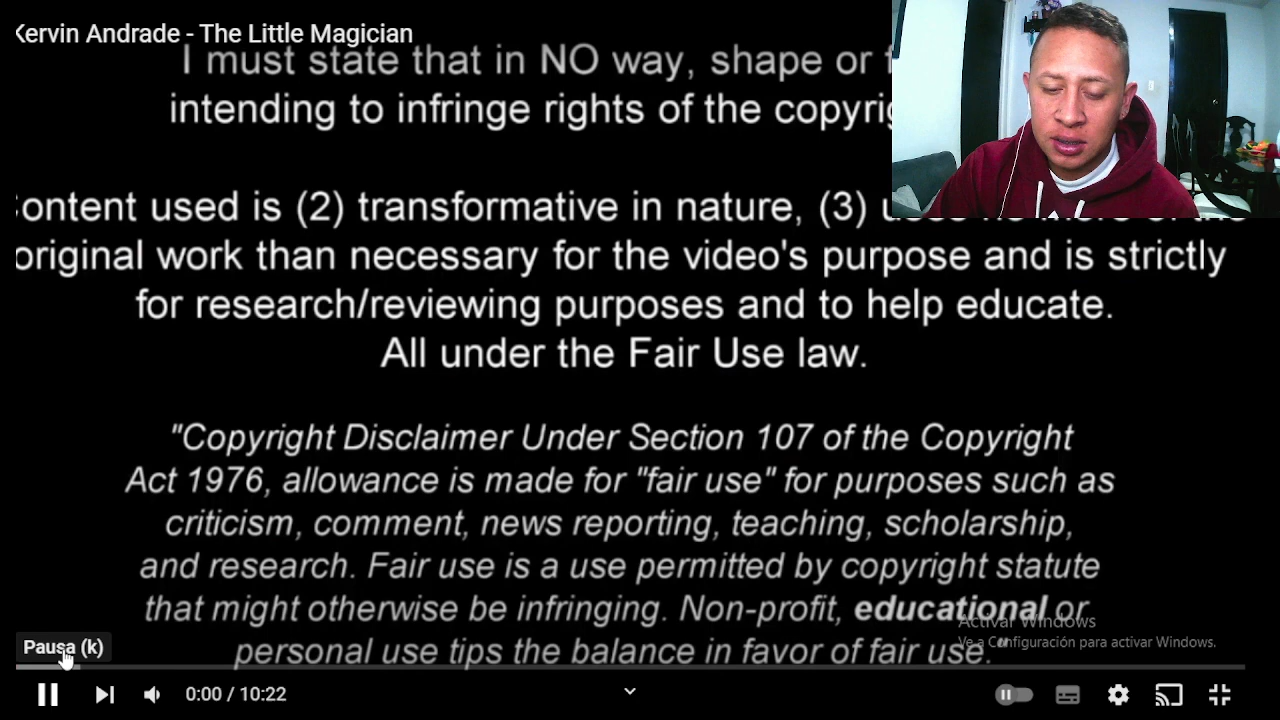 Kervin Andrade - The Little Magician
I must state that in NO way, shape or
intending to infringe rights of the
ontent used is (2) transformative in nature, (3)
original work than necessary for the video's purpose and is strictly
for research/reviewing purposes and to help educate.
All under the Fair Use law.
"Copyright Disclaimer Under Section 107 of the Copyright
Act 1976, allowance is made for "fair use" for purposes such as
criticism, comment, news reporting, teaching, scholarship,
and research. Fair use is a use permitted by copyright statute
that might otherwise be infringing. Non-profit, educational or
personal use tips the balance in favor of fair use."
Activar Windows
Ve a Configuración para activar Windows.
Pausa (k)
0:00 / 10:22